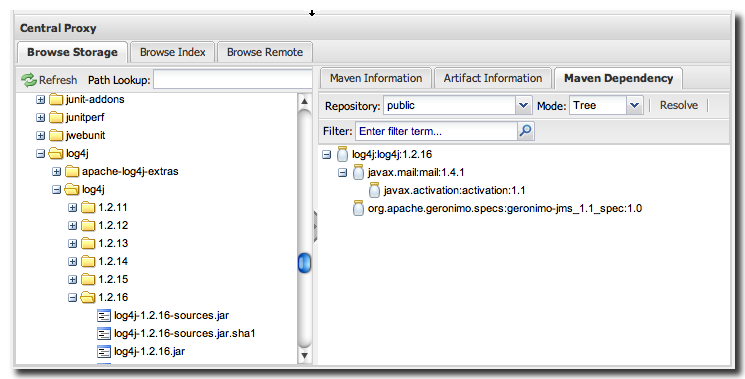 Central Proxy
Browse Storage Browse Index Browse Remote
Refresh Path Lookup:
junit-addons
junitperf
jwebunit
log4j
apache-log4j-extras
log4j
1.2.11
1.2.12
1.2.13
1.2.14
1.2.15
1.2.16
log4j-1.2.16-sources.jar
log4j-1.2.16-sources.jar.sha1
log4j-1.2.16.jar
Maven Information Artifact Information Maven Dependency
Repository: public Mode: Tree Resolve
Filter: Enter filter term...
log4j:log4j:1.2.16
javax.mail:mail:1.4.1
javax.activation:activation:1.1
org.apache.geronimo.specs:geronimo-jms_1.1_spec:1.0